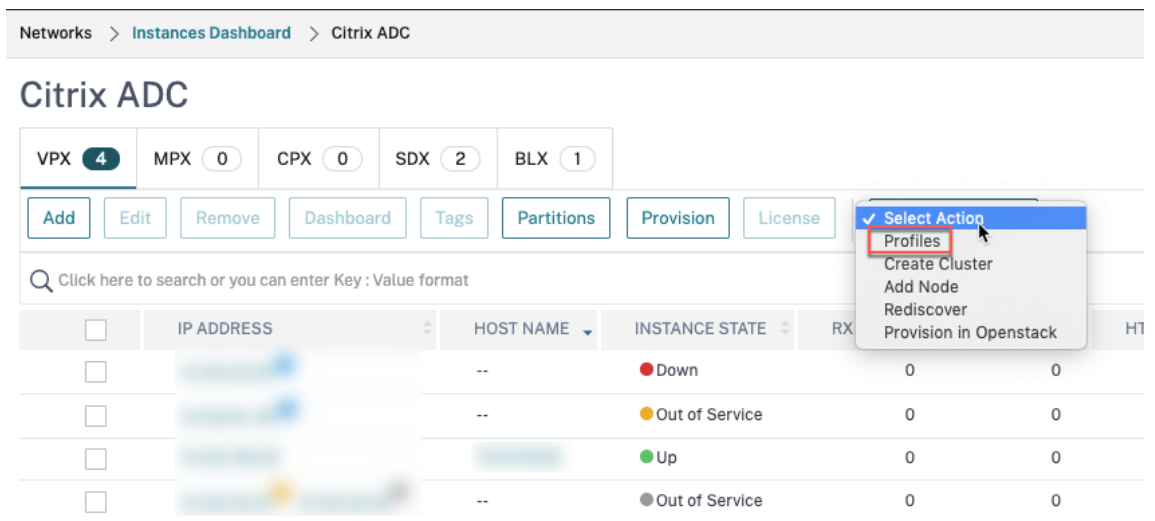 Networks > Instances Dashboard > Citrix ADC
Citrix ADC
VPX 4 MPX 0 CPX 0 SDX 2 BLX 1
Add Edit Remove Dashboard Tags Partitions Provision License
✓ Select Action
Profiles
Create Cluster
Add Node
Rediscover
Provision in Openstack
Click here to search or you can enter Key : Value format
IP ADDRESS HOST NAME INSTANCE STATE RX HT
-- Down 0 0
-- Out of Service 0 0
Up 0 0
-- Out of Service 0 0